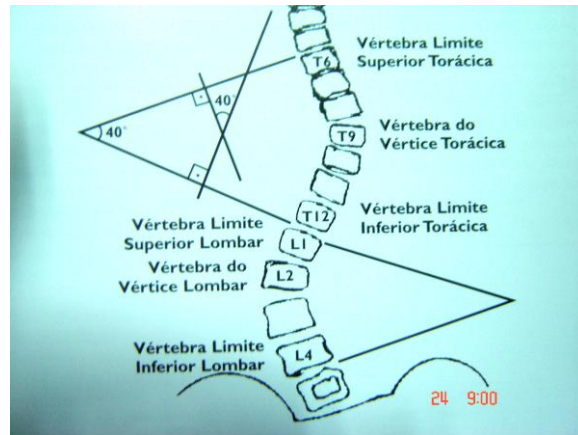 T6
Vértebra Limite
Superior Torácica
40°
40°
T9
Vértebra do
Vértice Torácica
T12
Vértebra Limite
Inferior Torácica
Vértebra Limite
Superior Lombar
L1
Vértebra do
Vértice Lombar
L2
Vértebra Limite
Inferior Lombar
L4
24 9:00